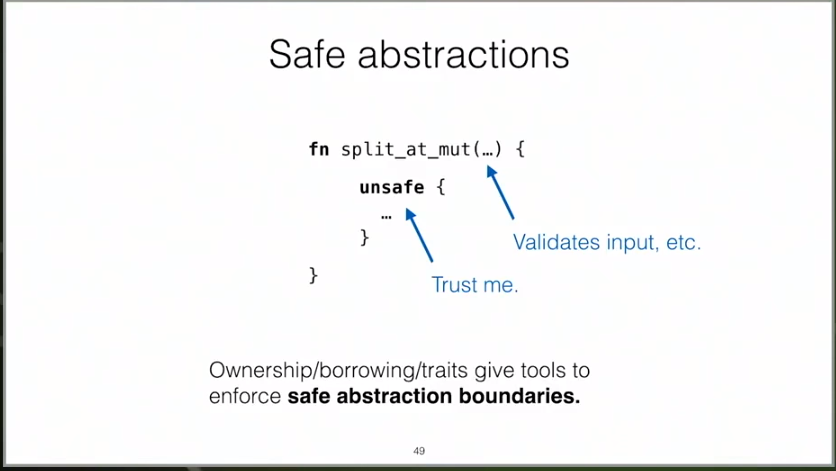 Safe abstractions
fn split_at_mut(…) {
unsafe {
…
}
Validates input, etc.
}
Trust me.
Ownership/borrowing/traits give tools to
enforce safe abstraction boundaries.
49